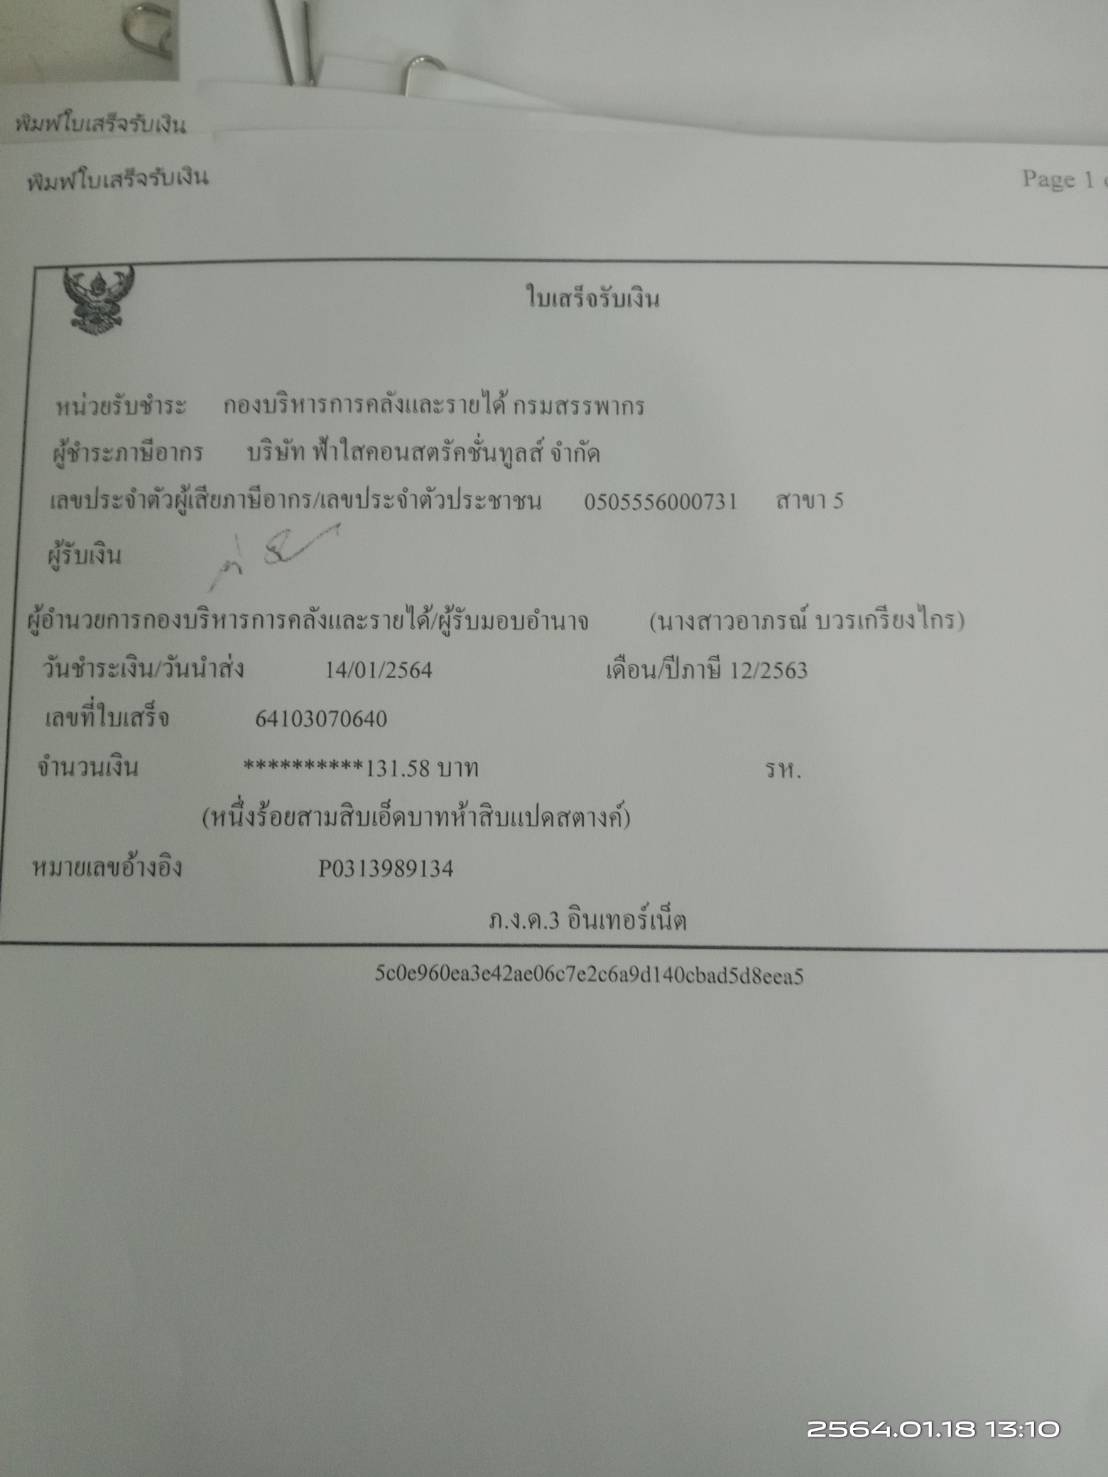 พิมพ์ใบเสร็จรับเงิน
พิมพ์ใบเสร็จรับเงิน
Page 1
ใบเสร็จรับเงิน
หน่วยรับชำระ กองบริหารการคลังและรายได้ กรมสรรพากร
ผู้ชำระภาษีอากร บริษัท ฟ้าใสคอนสตรัคชั่นทูลส์ จำกัด
เลขประจำตัวผู้เสียภาษีอากร/เลขประจำตัวประชาชน 0505556000731 สาขา 5
ผู้รับเงิน
ผู้อำนวยการกองบริหารการคลังและรายได้/ผู้รับมอบอำนาจ (นางสาวอาภรณ์ บวรเกรียงไกร)
วันชำระเงิน/วันนำส่ง 14/01/2564 เดือน/ปีภาษี 12/2563
เลขที่ใบเสร็จ 64103070640
จำนวนเงิน **********131.58 บาท รห.
(หนึ่งร้อยสามสิบเอ็ดบาทห้าสิบแปดสตางค์)
หมายเลขอ้างอิง P0313989134
ภ.ง.ด.3 อินเทอร์เน็ต
5c0e960ea3e42ae06c7e2c6a9d140cbad5d8eea5
2564.01.18 13:10